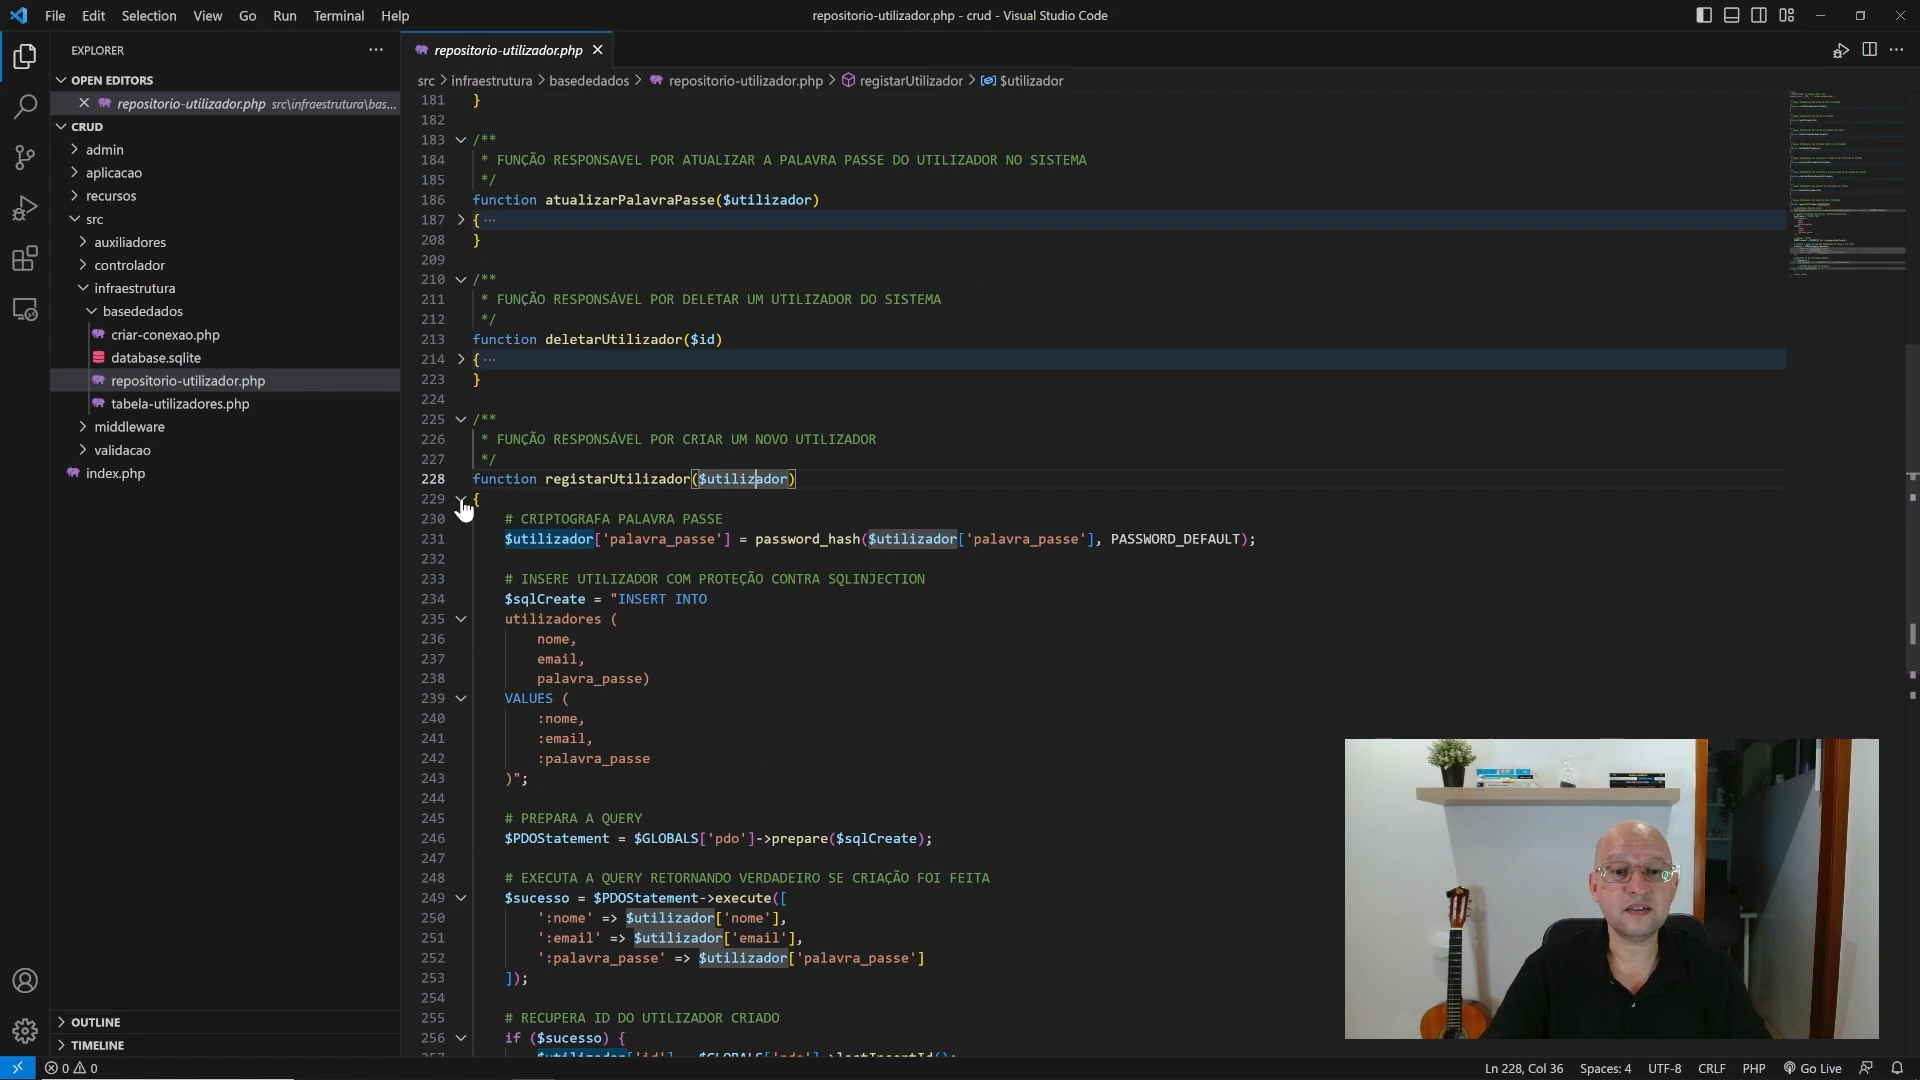 File Edit Selection View Go Run Terminal Help
repositorio-utilizador.php - crud - Visual Studio Code
EXPLORER
OPEN EDITORS
repositorio-utilizador.php src\infraestrutura\bas...
CRUD
admin
aplicacao
recursos
src
auxiliadores
controlador
infraestrutura
basededados
criar-conexao.php
database.sqlite
repositorio-utilizador.php
tabela-utilizadores.php
middleware
validacao
index.php
OUTLINE
TIMELINE
repositorio-utilizador.php
src > infraestrutura > basededados > repositorio-utilizador.php > registarUtilizador > $utilizador
181 }
182
183 /**
184 * FUNÇÃO RESPONSAVEL POR ATUALIZAR A PALAVRA PASSE DO UTILIZADOR NO SISTEMA
185 */
186 function atualizarPalavraPasse($utilizador)
187 { ...
208 }
209
210 /**
211 * FUNÇÃO RESPONSÁVEL POR DELETAR UM UTILIZADOR DO SISTEMA
212 */
213 function deletarUtilizador($id)
214 { ...
223 }
224
225 /**
226 * FUNÇÃO RESPONSÁVEL POR CRIAR UM NOVO UTILIZADOR
227 */
228 function registarUtilizador($utilizador)
229 {
230 # CRIPTOGRAFA PALAVRA PASSE
231 $utilizador['palavra_passe'] = password_hash($utilizador['palavra_passe'], PASSWORD_DEFAULT);
232
233 # INSERE UTILIZADOR COM PROTEÇÃO CONTRA SQLINJECTION
234 $sqlCreate = "INSERT INTO
235 utilizadores (
236 nome,
237 email,
238 palavra_passe)
239 VALUES (
240 :nome,
241 :email,
242 :palavra_passe
243 )";
244
245 # PREPARA A QUERY
246 $PDOStatement = $GLOBALS['pdo']->prepare($sqlCreate);
247
248 # EXECUTA A QUERY RETORNANDO VERDADEIRO SE CRIAÇÃO FOI FEITA
249 $sucesso = $PDOStatement->execute([
250 ':nome' => $utilizador['nome'],
251 ':email' => $utilizador['email'],
252 ':palavra_passe' => $utilizador['palavra_passe']
253 ]);
254
255 # RECUPERA ID DO UTILIZADOR CRIADO
256 if ($sucesso) {
257 $utilizador['id'] = $GLOBALS['pdo']->lastInsertId();
0 0
Ln 228, Col 36 Spaces: 4 UTF-8 CRLF PHP Go Live